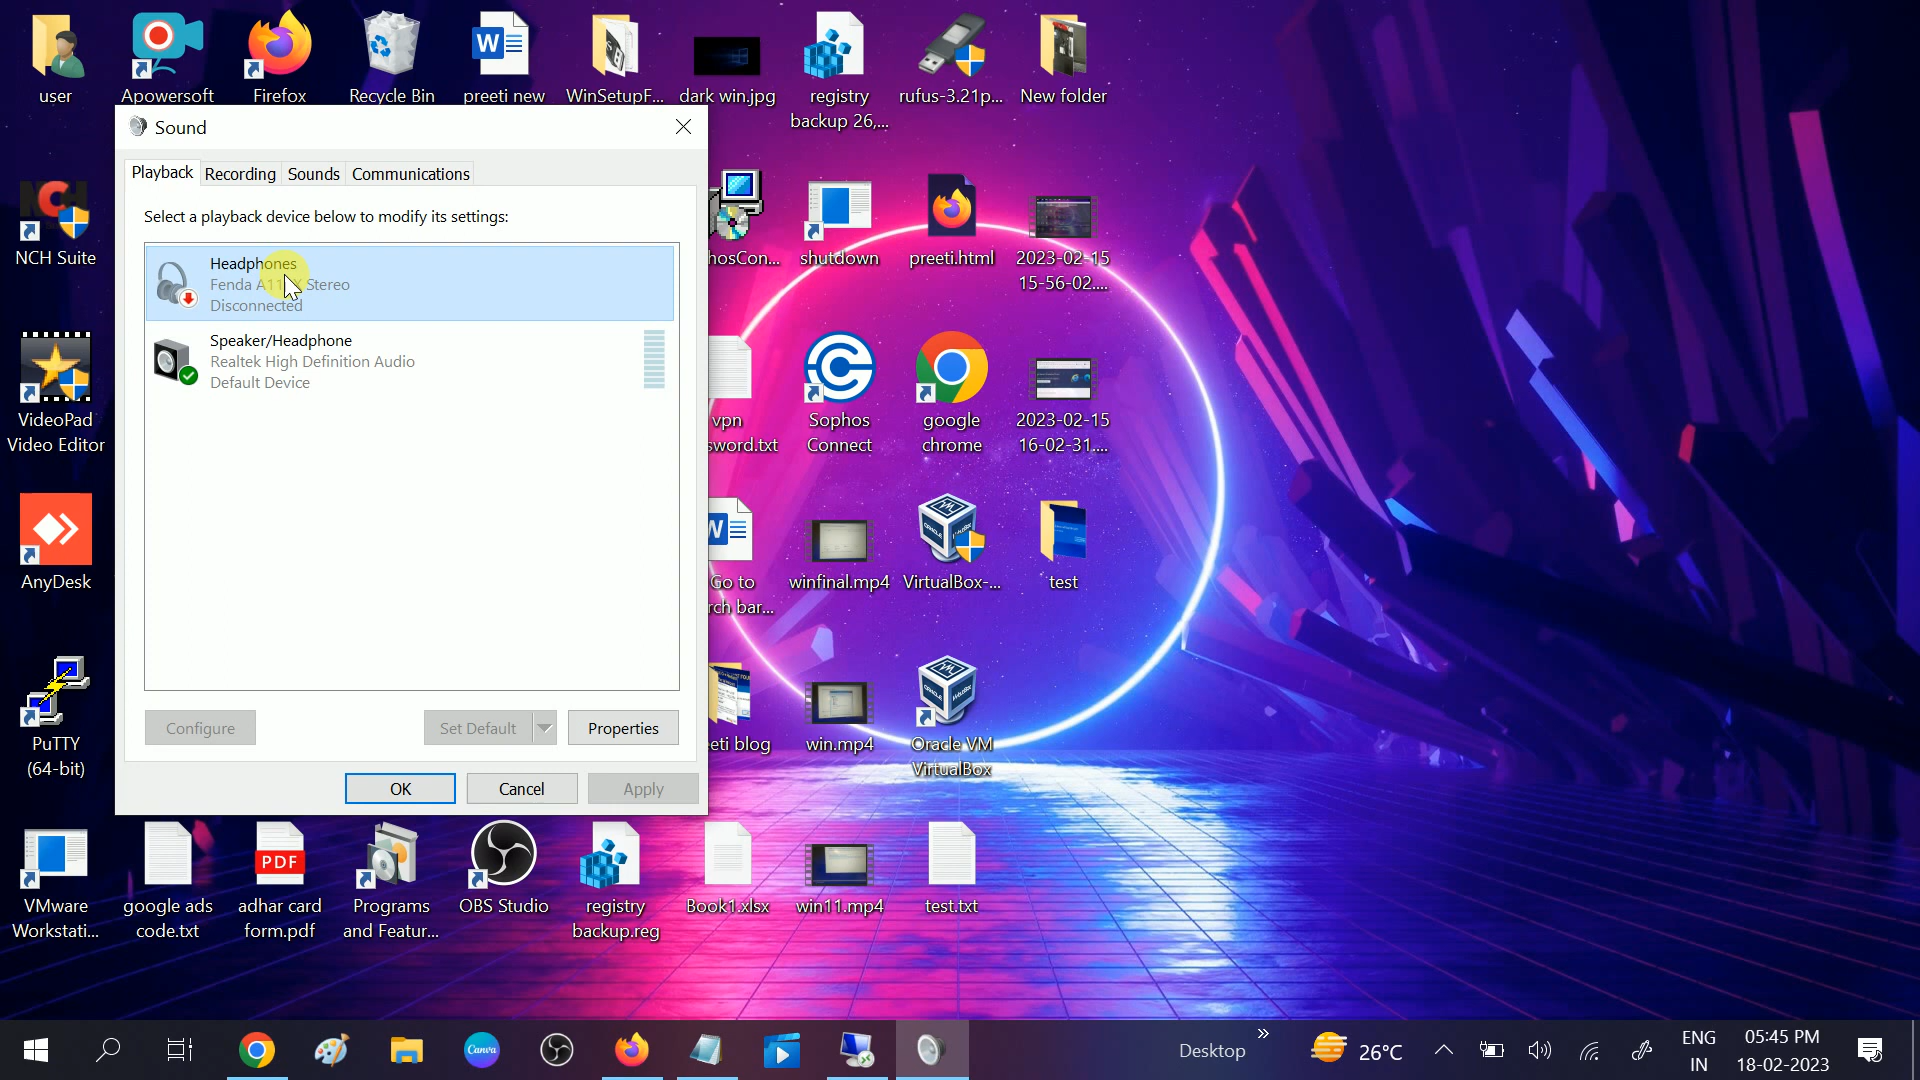 user
Apowersoft
Firefox
Recycle Bin
preeti new
WinSetupF...
dark win.jpg
registry
backup 26,...
rufus-3.21p...
New folder
Sound
Playback
Recording
Sounds
Communications
Select a playback device below to modify its settings:
Headphones
Fenda Stereo
Disconnected
Speaker/Headphone
Realtek High Definition Audio
Default Device
Configure
Set Default
Properties
OK
Cancel
Apply
NCH Suite
hosCon...
shutdown
preeti.html
2023-02-15
15-56-02....
VideoPad
Video Editor
vpn
sword.txt
Sophos
Connect
google
chrome
2023-02-15
16-02-31....
AnyDesk
Go to
rch bar...
winfinal.mp4
VirtualBox-...
test
PuTTY
(64-bit)
eti blog
win.mp4
Oracle VM
VirtualBox
PDF
VMware
Workstati...
google ads
code.txt
adhar card
form.pdf
Programs
and Featur...
OBS Studio
registry
backup.reg
Book1.xlsx
win11.mp4
test.txt
Canva
Desktop
26°C
ENG
IN
05:45 PM
18-02-2023